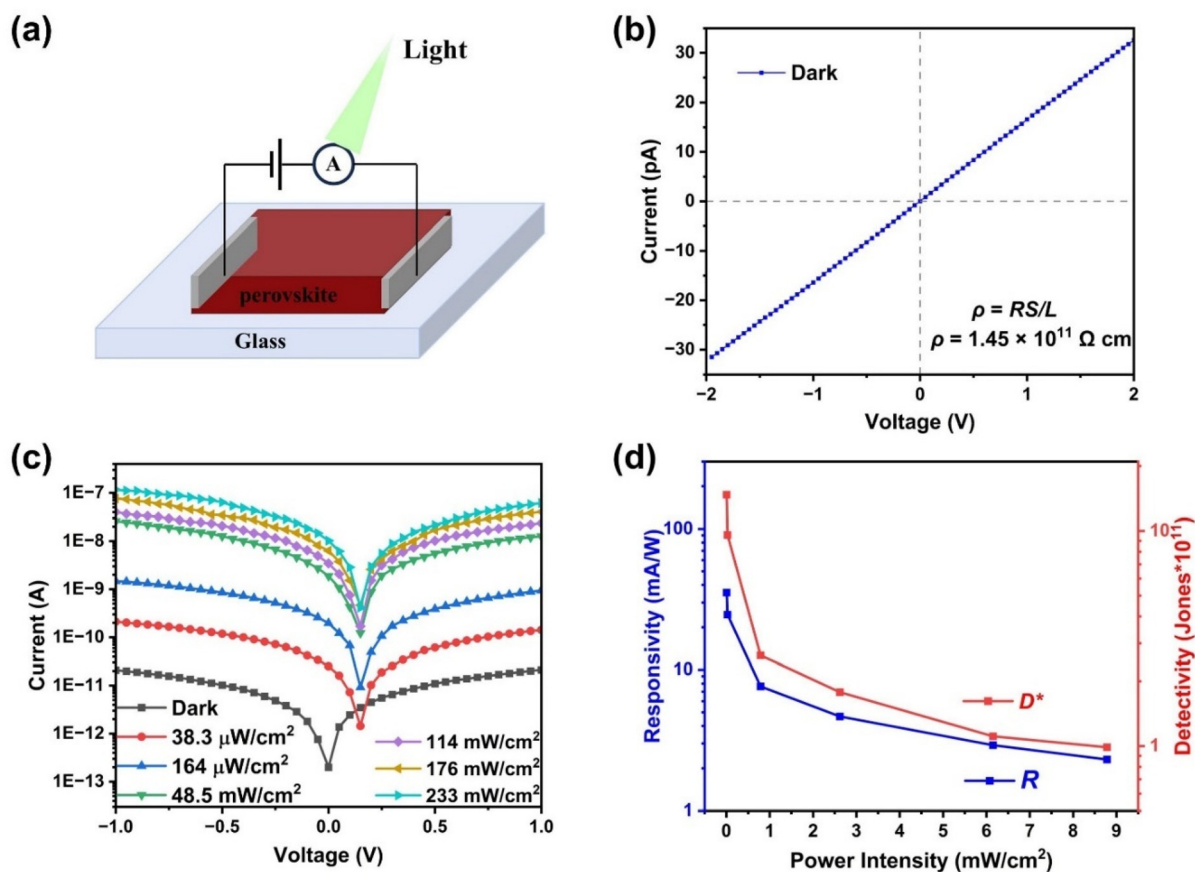 (a)
Light
A
perovskite
Glass
(b)
Current (pA)
30
20
10
0
−10
−20
−30
Dark
ρ = RS/L
ρ = 1.45 × 10¹¹ Ω cm
−2
−1
0
1
2
Voltage (V)
(c)
Current (A)
1E−7
1E−8
1E−9
1E−10
1E−11
1E−12
1E−13
Dark
38.3 μW/cm²
164 μW/cm²
48.5 mW/cm²
114 mW/cm²
176 mW/cm²
233 mW/cm²
−1.0
−0.5
0.0
0.5
1.0
Voltage (V)
(d)
Responsivity (mA/W)
100
10
1
D*
R
Detectivity (Jones*10¹¹)
10¹
1
0
1
2
3
4
5
6
7
8
9
Power Intensity (mW/cm²)